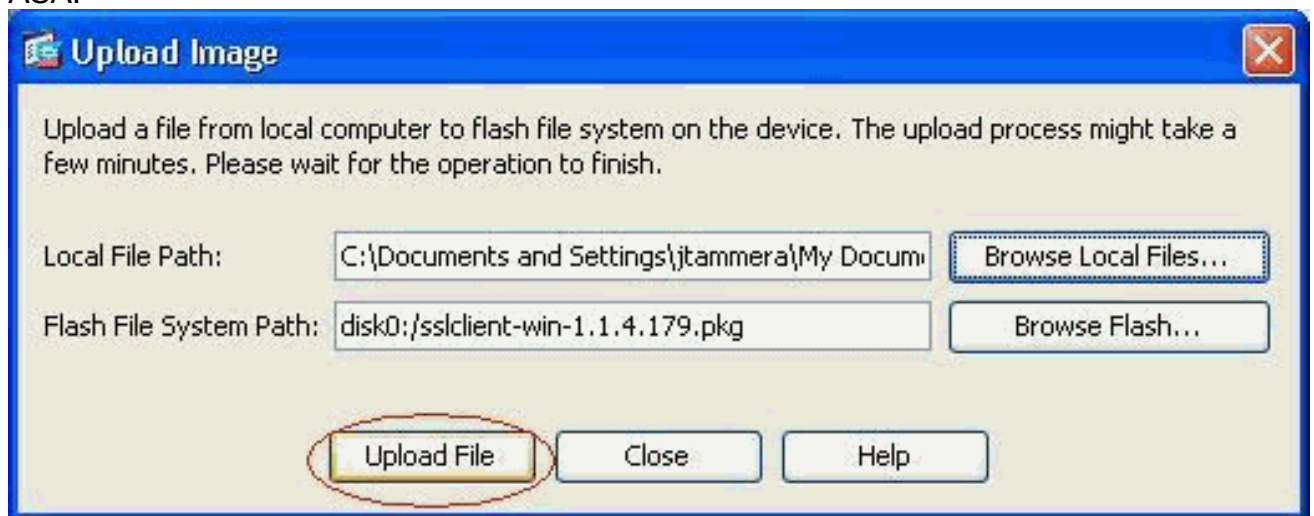 Upload Image
Upload a file from local computer to flash file system on the device. The upload process might take a
few minutes. Please wait for the operation to finish.
Local File Path: C:\Documents and Settings\jtammera\My Docum Browse Local Files...
Flash File System Path: disk0:/sslclient-win-1.1.4.179.pkg Browse Flash...
Upload File Close Help